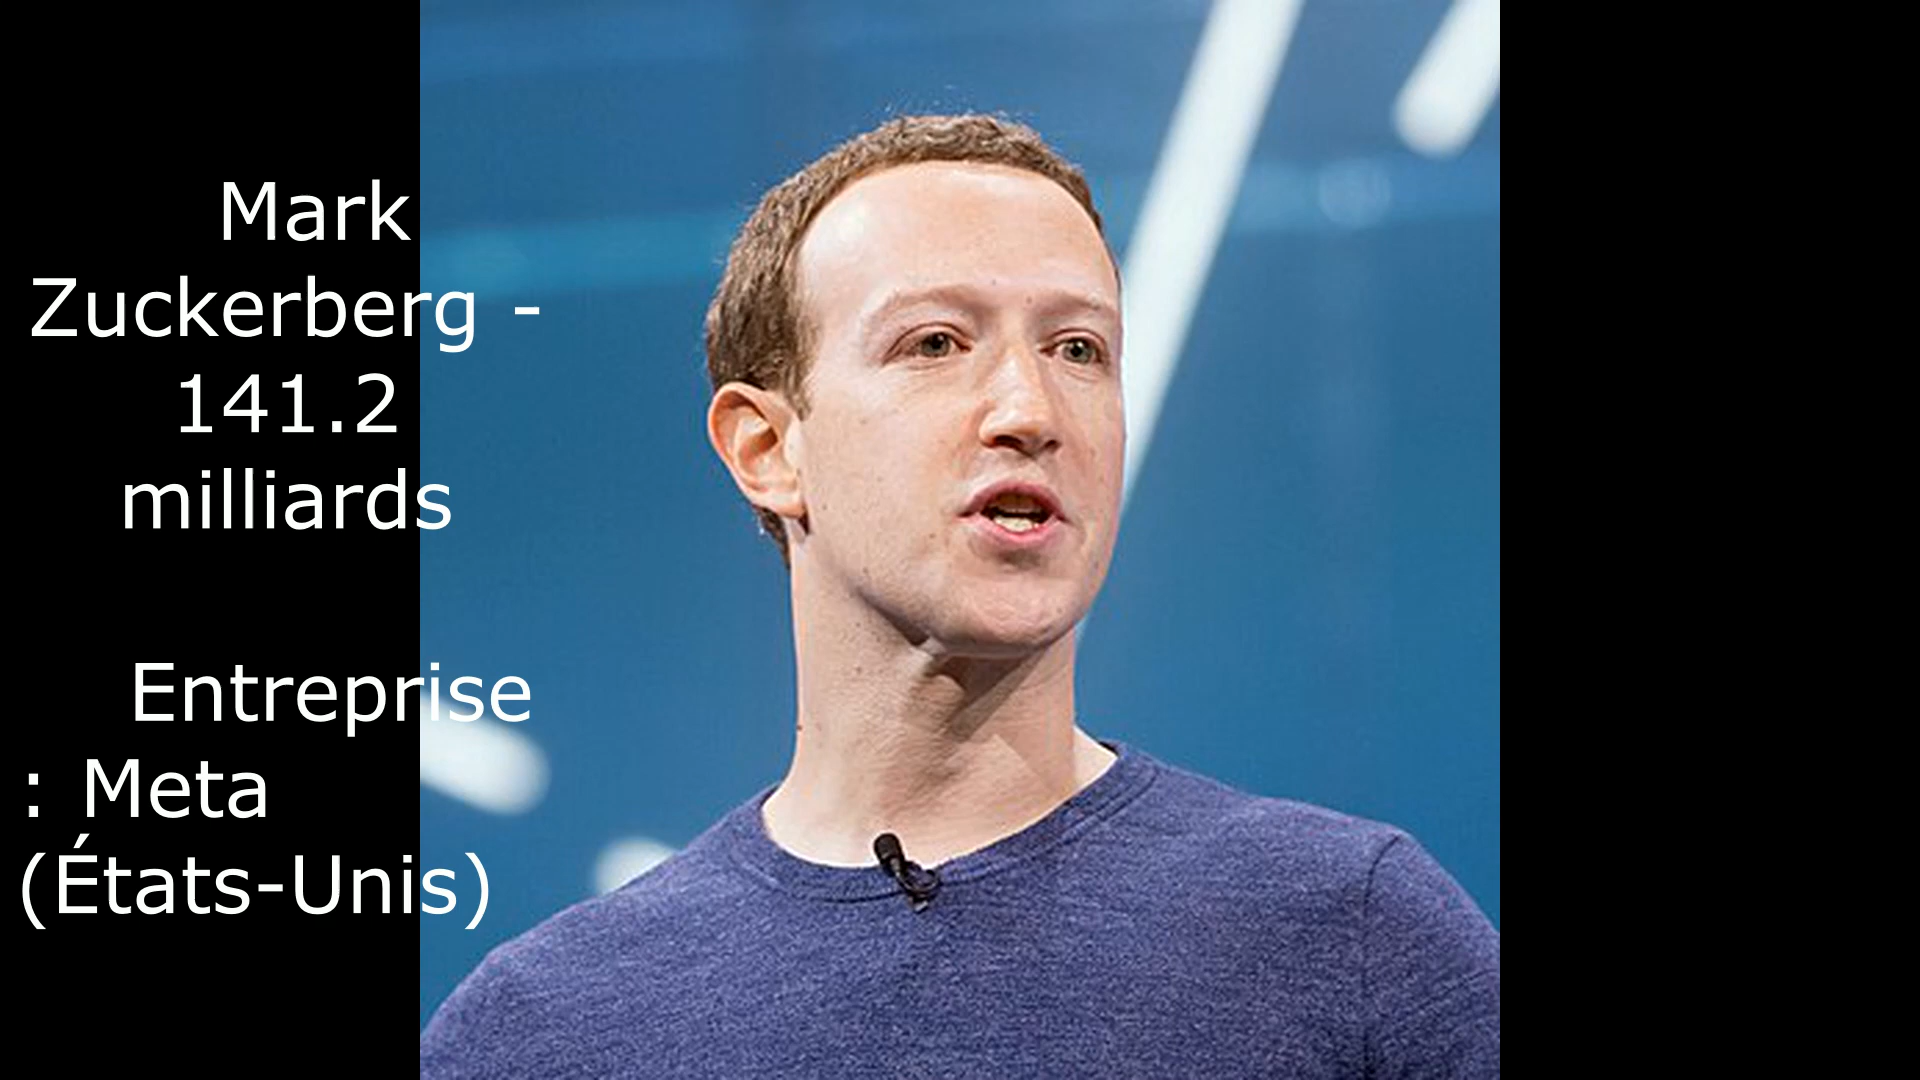 Mark
Zuckerberg -
141.2
milliards
Entreprise
: Meta
(États-Unis)